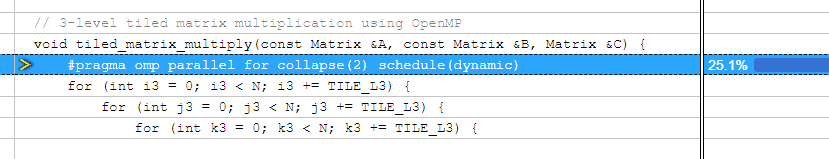 // 3-level tiled matrix multiplication using OpenMP
void tiled_matrix_multiply(const Matrix &A, const Matrix &B, Matrix &C) {
#pragma omp parallel for collapse(2) schedule(dynamic) 25.1%
for (int i3 = 0; i3 < N; i3 += TILE_L3) {
for (int j3 = 0; j3 < N; j3 += TILE_L3) {
for (int k3 = 0; k3 < N; k3 += TILE_L3) {